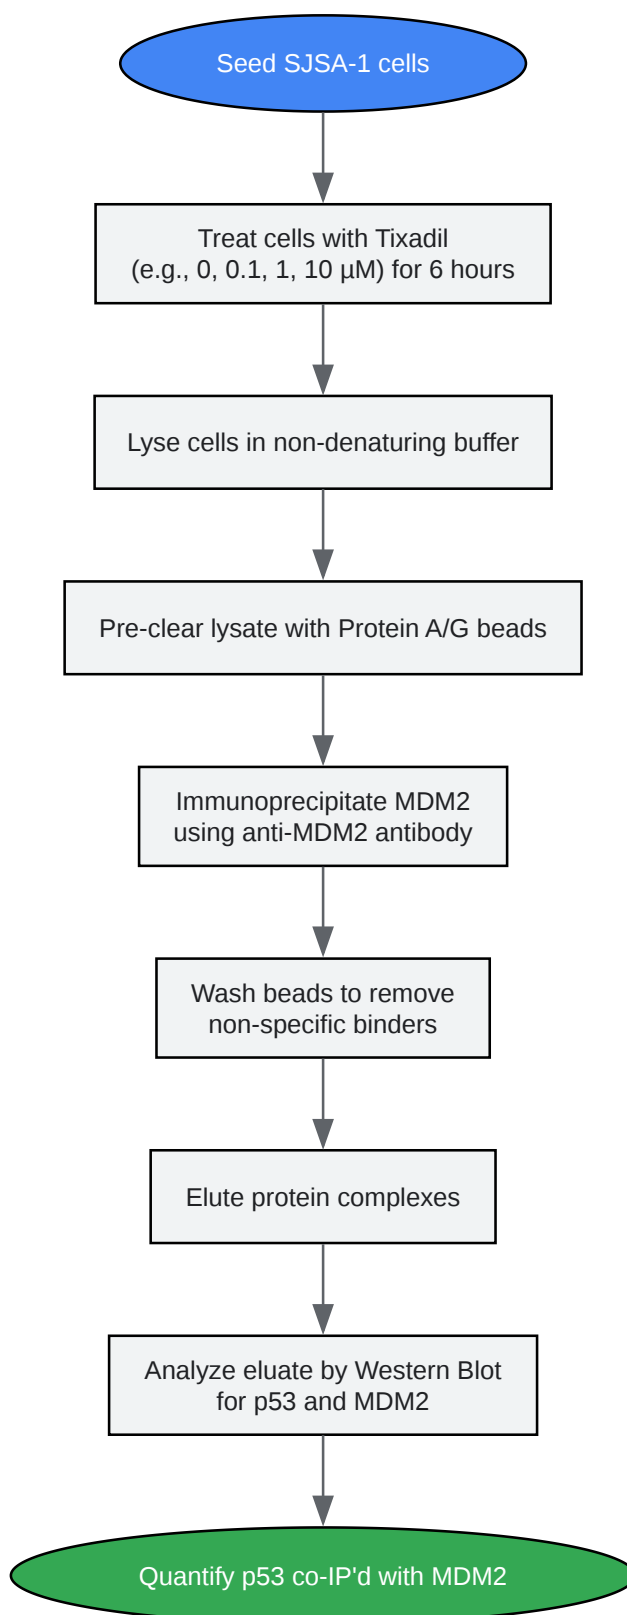 Seed SJSA-1 cells
Treat cells with Tixadil
(e.g., 0, 0.1, 1, 10 µM) for 6 hours
Lyse cells in non-denaturing buffer
Pre-clear lysate with Protein A/G beads
Immunoprecipitate MDM2
using anti-MDM2 antibody
Wash beads to remove
non-specific binders
Elute protein complexes
Analyze eluate by Western Blot
for p53 and MDM2
Quantify p53 co-IP'd with MDM2